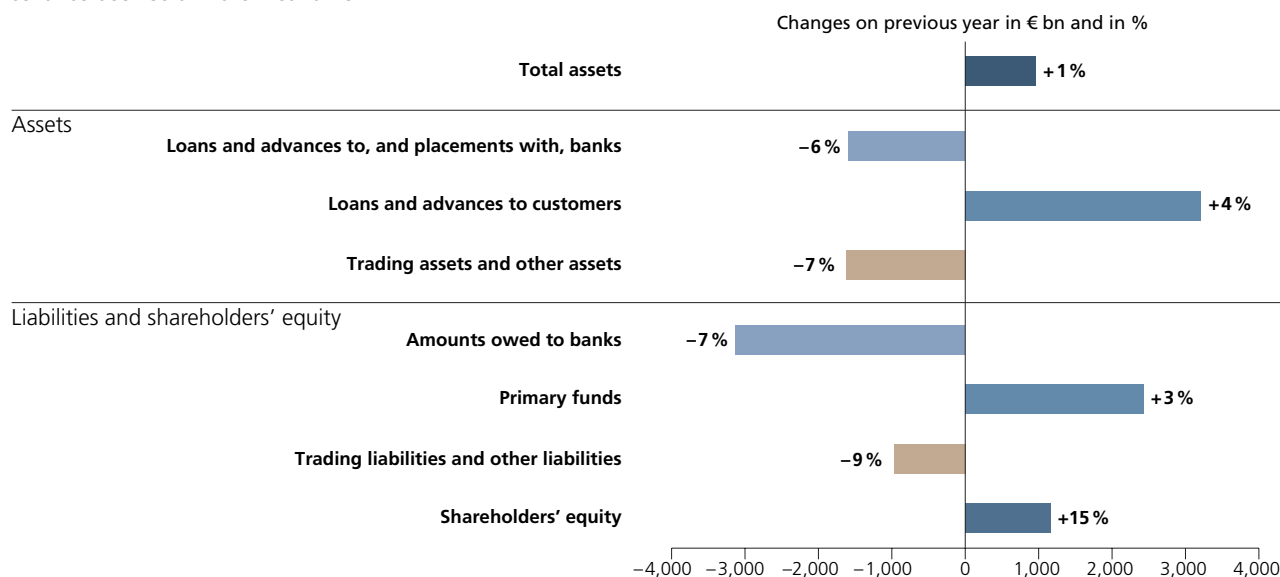 Changes on previous year in € bn and in %
Total assets
+1 %
Assets
Loans and advances to, and placements with, banks
−6 %
Loans and advances to customers
+4 %
Trading assets and other assets
−7 %
Liabilities and shareholders’ equity
Amounts owed to banks
−7 %
Primary funds
+3 %
Trading liabilities and other liabilities
−9 %
Shareholders’ equity
+15 %
−4,000 −3,000 −2,000 −1,000 0 1,000 2,000 3,000 4,000